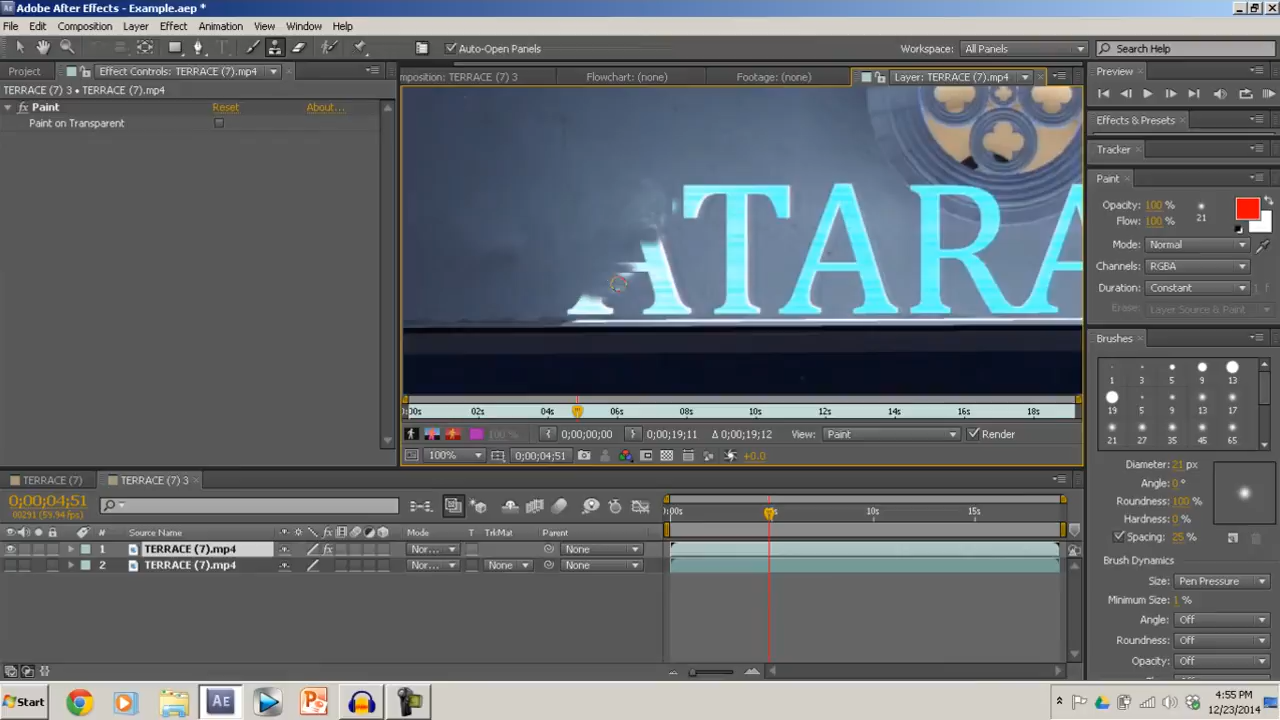 Adobe After Effects - Example.aep *
File Edit Composition Layer Effect Animation View Window Help
Auto-Open Panels Workspace: All Panels Search Help
Project Effect Controls: TERRACE (7).mp4 mposition: TERRACE (7) 3 Flowchart: (none) Footage: (none) Layer: TERRACE (7).mp4 Preview
TERRACE (7) 3 • TERRACE (7).mp4
fx Paint Reset About...
Paint on Transparent
ATARA
Effects & Presets
Tracker
Paint
Opacity: 100 %
Flow: 100 %
21
Mode: Normal
Channels: RGBA
Duration: Constant 1 f
Erase: Layer Source & Paint
Brushes
1 3 5 9 13
19 5 9 13 17
21 27 35 45 65
Diameter: 21 px
Angle: 0 °
Roundness: 100 %
Hardness: 0 %
Spacing: 25 %
Brush Dynamics
Size: Pen Pressure
Minimum Size: 1 %
Angle: Off
Roundness: Off
Opacity: Off
:00s 02s 04s 06s 08s 10s 12s 14s 16s 18s
100 % 0;00;00;00 0;00;19;11 Δ 0;00;19;12 View: Paint Render
100% 0;00;04;51 +0.0
TERRACE (7) TERRACE (7) 3
0;00;04;51
00291 (59.94 fps)
:00s 5s 10s 15s
# Source Name Mode T TrkMat Parent
1 TERRACE (7).mp4 fx Nor... None
2 TERRACE (7).mp4 Nor... None None
Start Ae 4:55 PM
12/23/2014